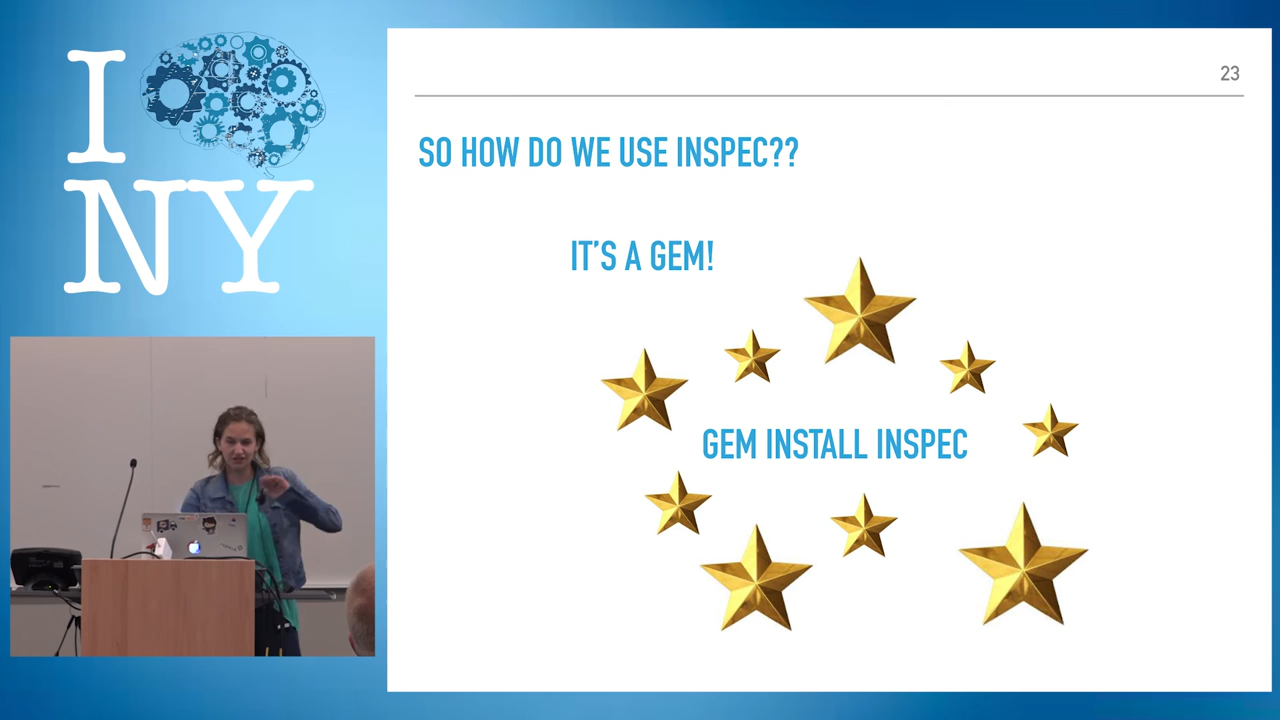 I
NY
23
SO HOW DO WE USE INSPEC??
IT'S A GEM!
GEM INSTALL INSPEC